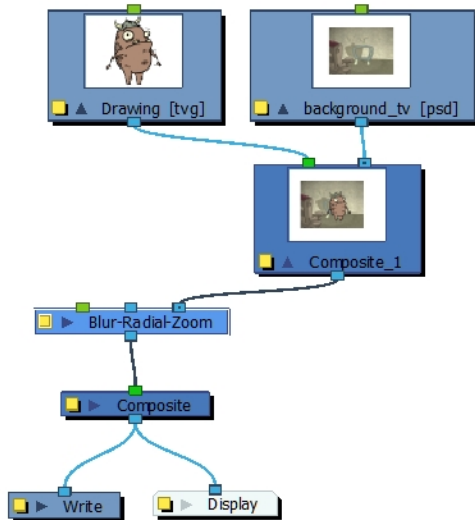 Drawing [tvg]
background_tv [psd]
Composite_1
Blur-Radial-Zoom
Composite
Write
Display